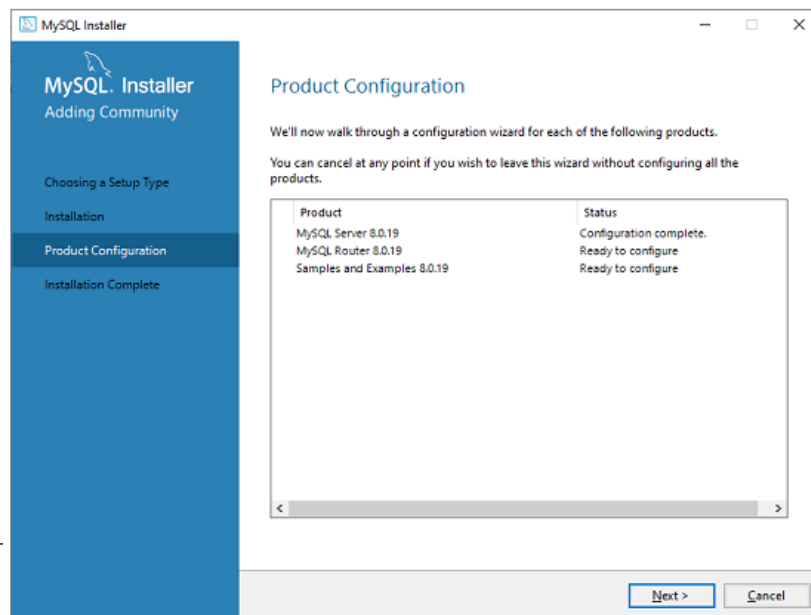 MySQL Installer
MySQL. Installer
Adding Community
Choosing a Setup Type
Installation
Product Configuration
Installation Complete
Product Configuration
We'll now walk through a configuration wizard for each of the following products.
You can cancel at any point if you wish to leave this wizard without configuring all the
products.
Product Status
MySQL Server 8.0.19 Configuration complete.
MySQL Router 8.0.19 Ready to configure
Samples and Examples 8.0.19 Ready to configure
Next > Cancel